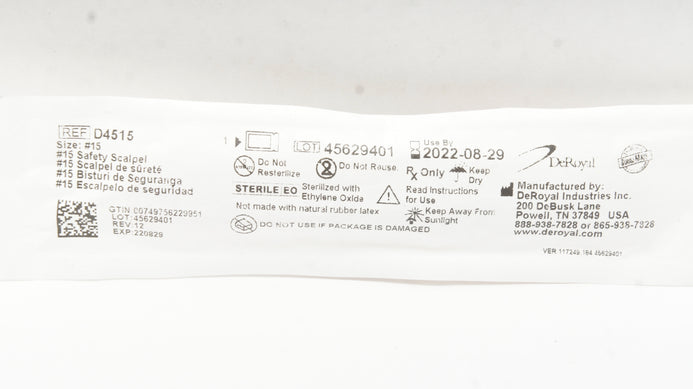 REF D4515
Size: #15
#15 Safety Scalpel
#15 Scalpel de sûreté
#15 Bisturi de Seguranga
#15 Escalpelo de seguridad
GTIN C0749756229951
LOT 45629401
REV:12
EXP:220829
1
LOT 45629401
Use By
2022-08-29
Do Not
Resterilize
Do Not Reuse.
Rx Only
Keep
Dry
STERILE EO
Sterilized with
Ethylene Oxide
Read Instructions
for Use
Not made with natural rubber latex
Keep Away From
Sunlight
DO NOT USE IF PACKAGE IS DAMAGED
DeRoyal
Manufactured by:
DeRoyal Industries Inc.
200 DeBusk Lane
Powell, TN 37849 USA
888-938-7828 or 865-938-7828
www.deroyal.com
VER 117249.184 45629401